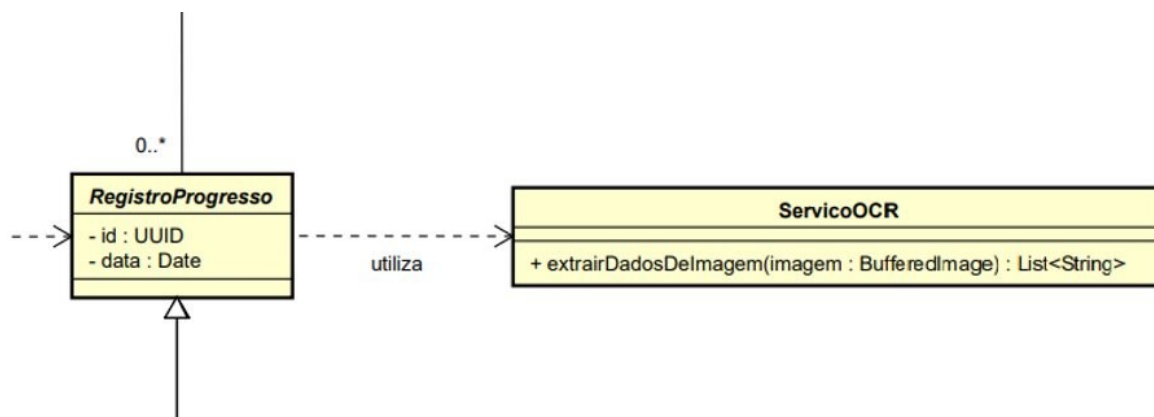 0..*
RegistroProgresso
- id : UUID
- data : Date
utiliza
ServicoOCR
+ extrairDadosDeImagem(imagem : BufferedImage) : List<String>